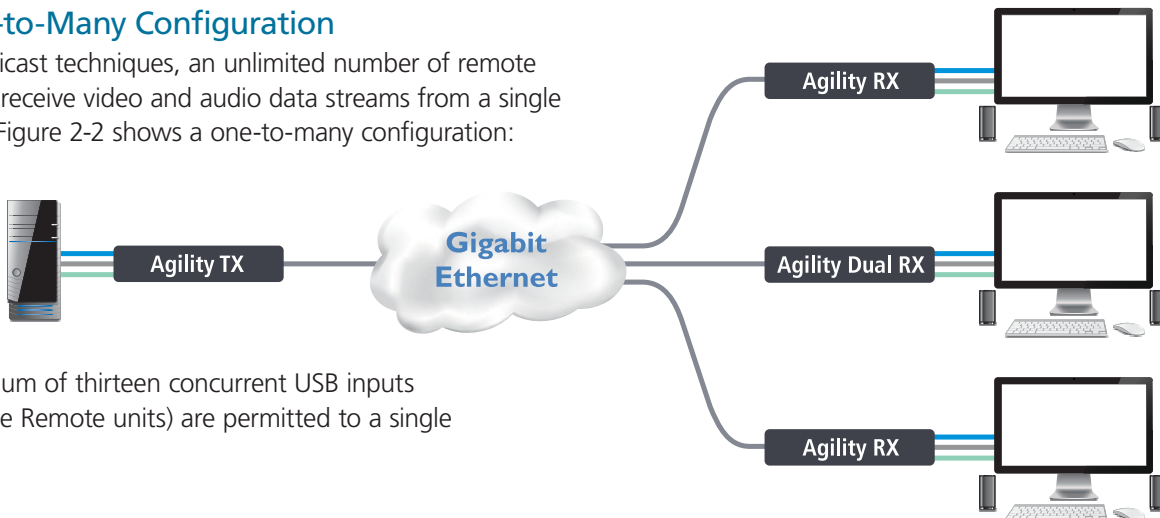 -to-Many Configuration
icast techniques, an unlimited number of remote
receive video and audio data streams from a single
Figure 2-2 shows a one-to-many configuration:
Agility RX
Agility TX
Gigabit
Ethernet
Agility Dual RX
um of thirteen concurrent USB inputs
e Remote units) are permitted to a single
Agility RX